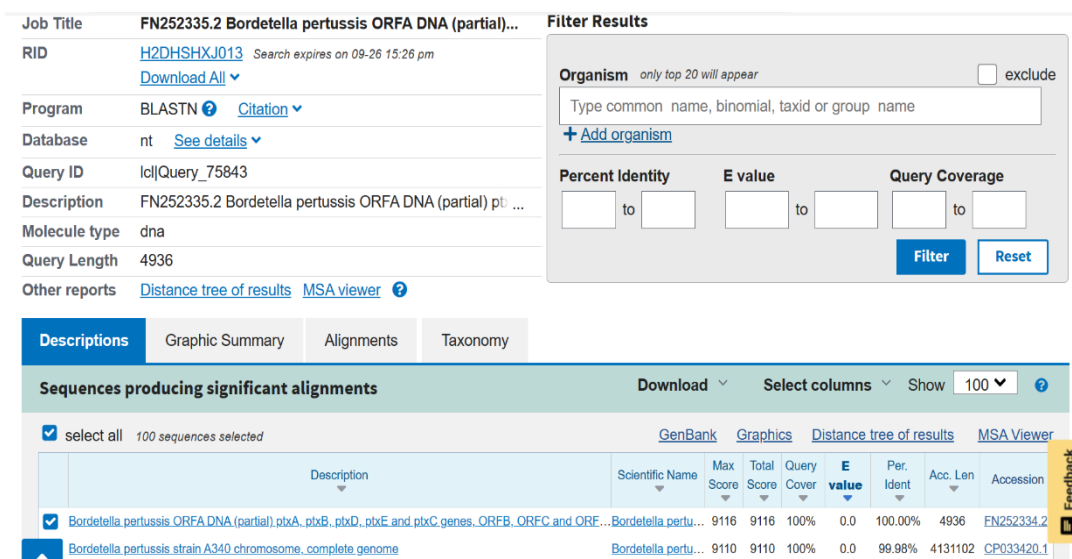 Job Title FN252335.2 Bordetella pertussis ORFA DNA (partial)...
RID H2DHSHXJ013 Search expires on 09-26 15:26 pm
Download All
Program BLASTN ? Citation
Database nt See details
Query ID lcl|Query_75843
Description FN252335.2 Bordetella pertussis ORFA DNA (partial) pt ...
Molecule type dna
Query Length 4936
Other reports Distance tree of results MSA viewer ?
Filter Results
Organism only top 20 will appear exclude
Type common name, binomial, taxid or group name
+ Add organism
Percent Identity E value Query Coverage
to to to
Filter Reset
Descriptions Graphic Summary Alignments Taxonomy
Sequences producing significant alignments Download Select columns Show 100 ?
select all 100 sequences selected GenBank Graphics Distance tree of results MSA Viewer
Description Scientific Name Max Score Total Score Query Cover E value Per. Ident Acc. Len Accession
Bordetella pertussis ORFA DNA (partial) ptxA, ptxB, ptxD, ptxE and ptxC genes, ORFB, ORFC and ORF... Bordetella pertu... 9116 9116 100% 0.0 100.00% 4936 FN252334.2
Bordetella pertussis strain A340 chromosome, complete genome Bordetella pertu... 9110 9110 100% 0.0 99.98% 4131102 CP033420.1
Feedback